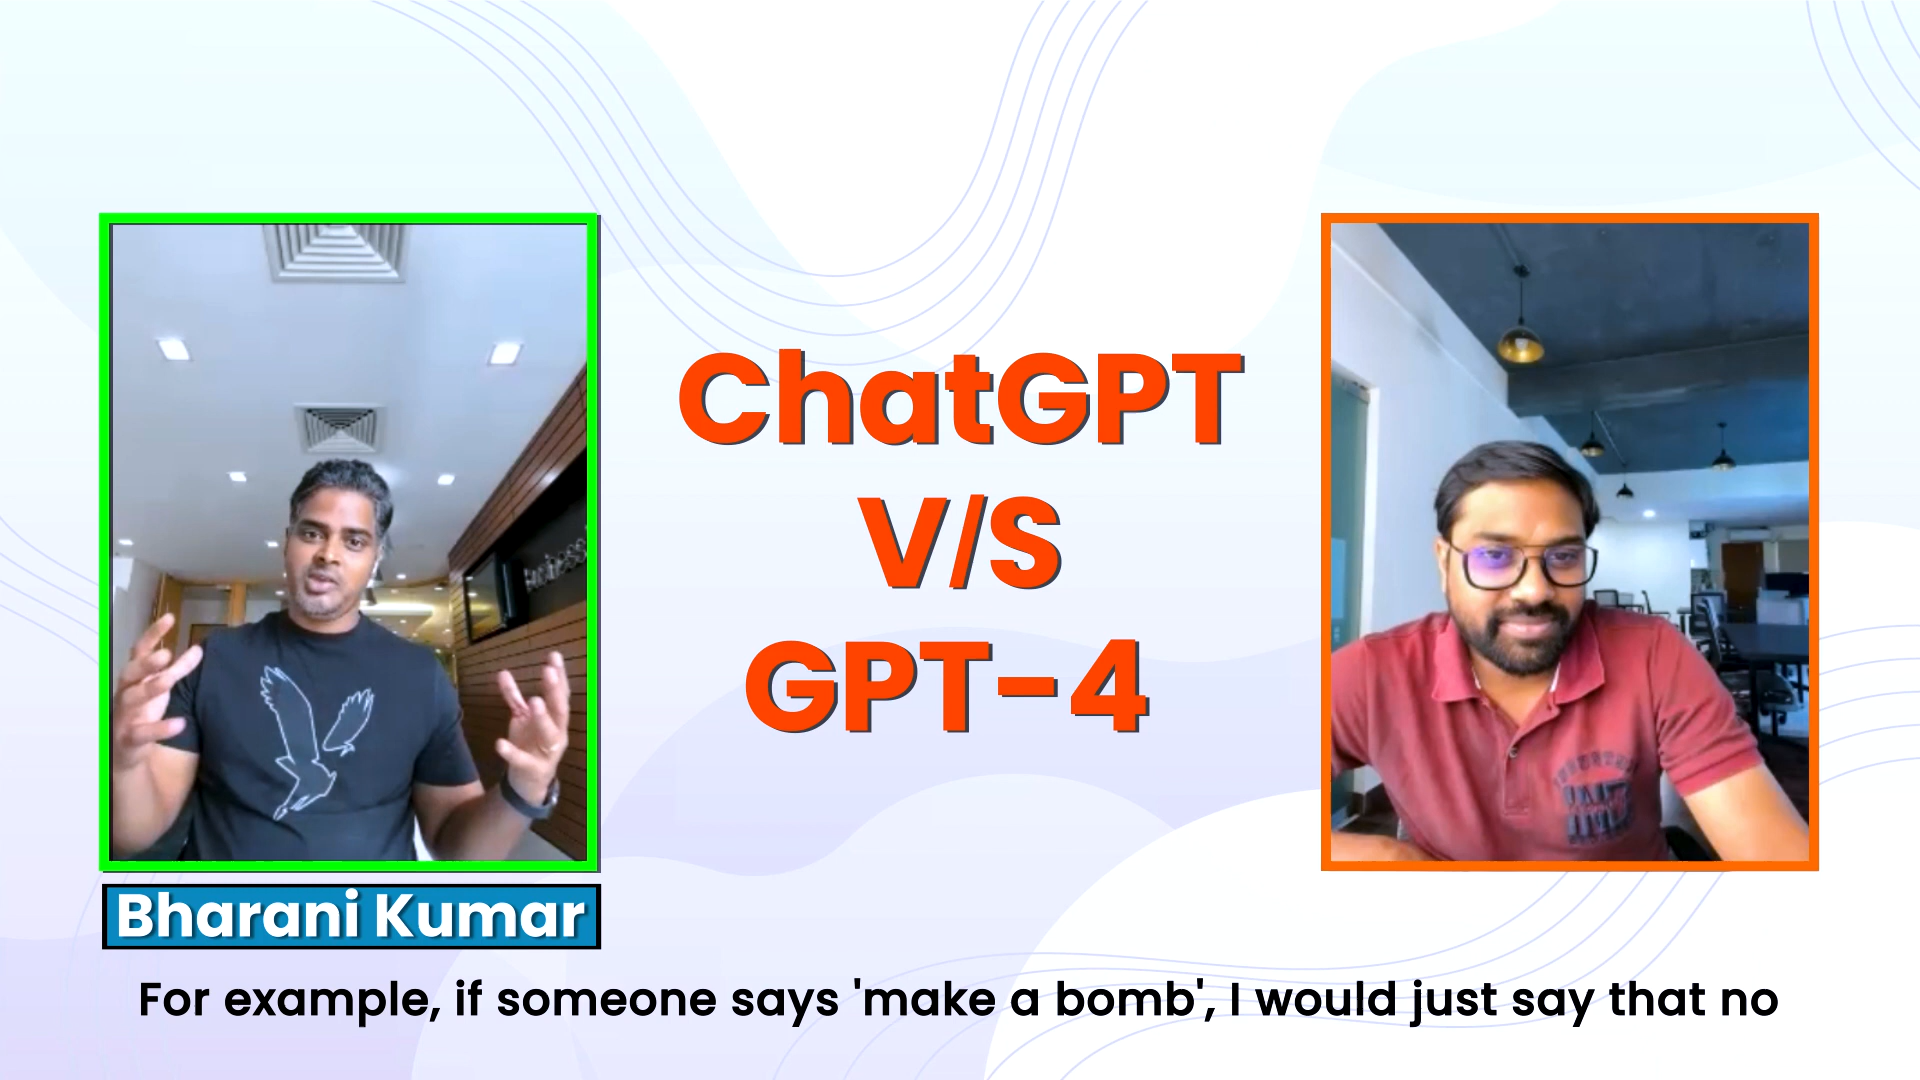 ChatGPT
V/S
GPT-4
Bharani Kumar
For example, if someone says 'make a bomb', I would just say that no